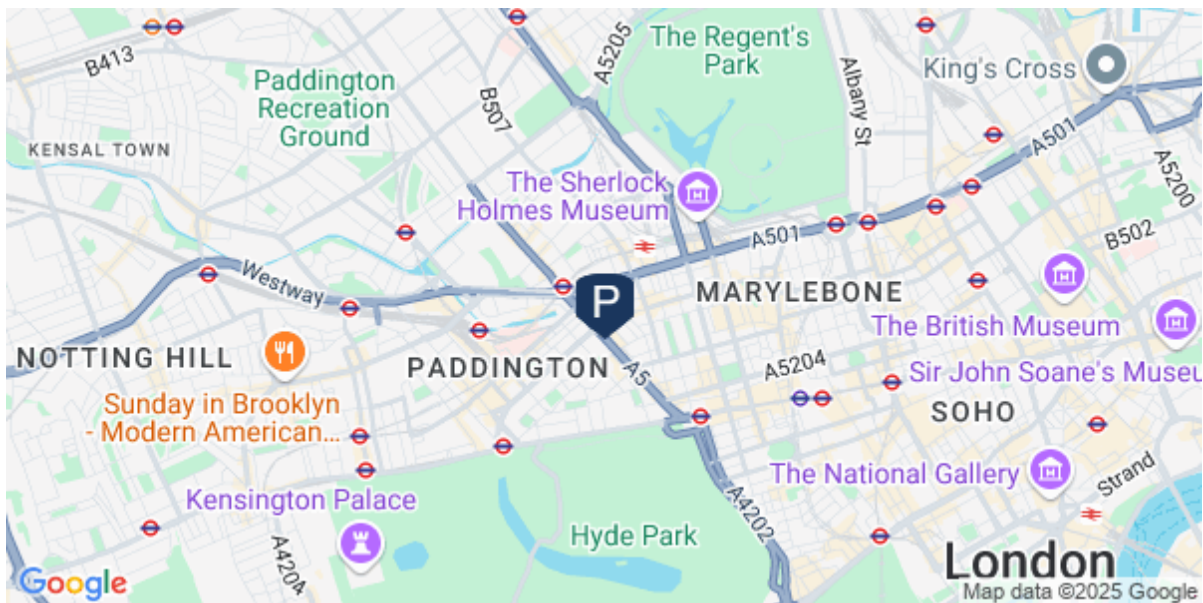 B413
A5205
The Regent's
Park
Albany St
King's Cross
Paddington
Recreation
Ground
B507
KENSAL TOWN
A501
A5200
The Sherlock
Holmes Museum
A501
B502
Westway
P
MARYLEBONE
The British Museum
NOTTING HILL
PADDINGTON
A5
A5204
Sir John Soane's Museu
SOHO
Sunday in Brooklyn
- Modern American...
The National Gallery
Strand
Kensington Palace
A4202
Hyde Park
A4204
London
Google
Map data ©2025 Google